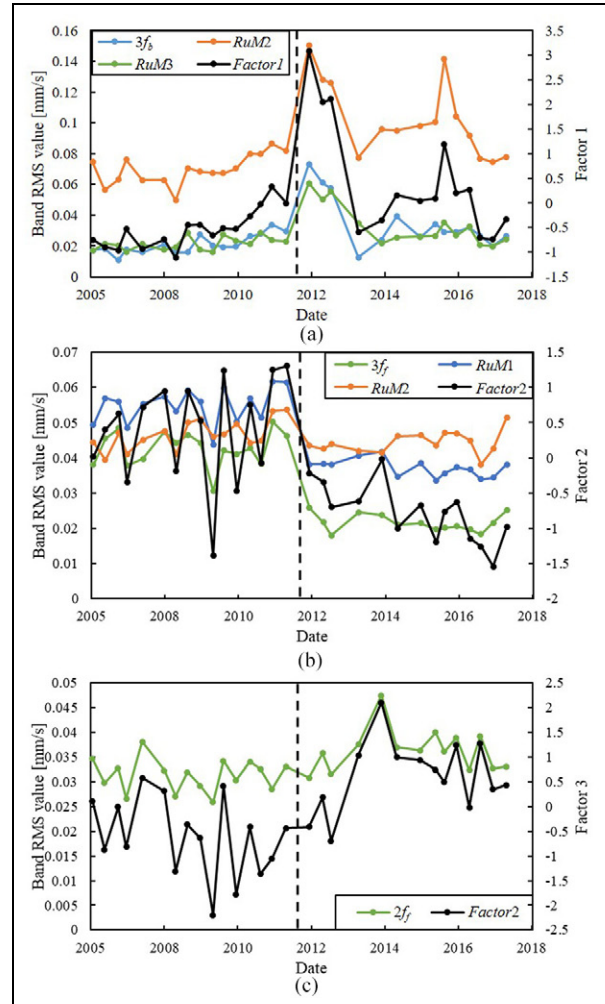 0.16 3.5
3fb RuM2
RuM3 Factor1
0.14 3
0.12 2.5
0.1 2
0.08 1.5
0.06 1
0.04 0.5
0.02 0
0 -0.5
-1
-1.5
Band RMS value [mm/s]
Factor 1
2005 2008 2010 2012 2014 2016 2018
Date
(a)
0.07 1.5
3ff RuM1
RuM2 Factor2
0.06 1
0.05 0.5
0.04 0
0.03 -0.5
0.02 -1
0.01 -1.5
0 -2
Band RMS value [mm/s]
Factor 2
2005 2008 2010 2012 2014 2016 2018
Date
(b)
0.05 2.5
0.045 2
0.04 1.5
0.035 1
0.03 0.5
0.025 0
0.02 -0.5
0.015 -1
0.01 -1.5
0.005 -2
0 -2.5
Band RMS value [mm/s]
Factor 3
2ff Factor2
2005 2008 2010 2012 2014 2016 2018
Date
(c)